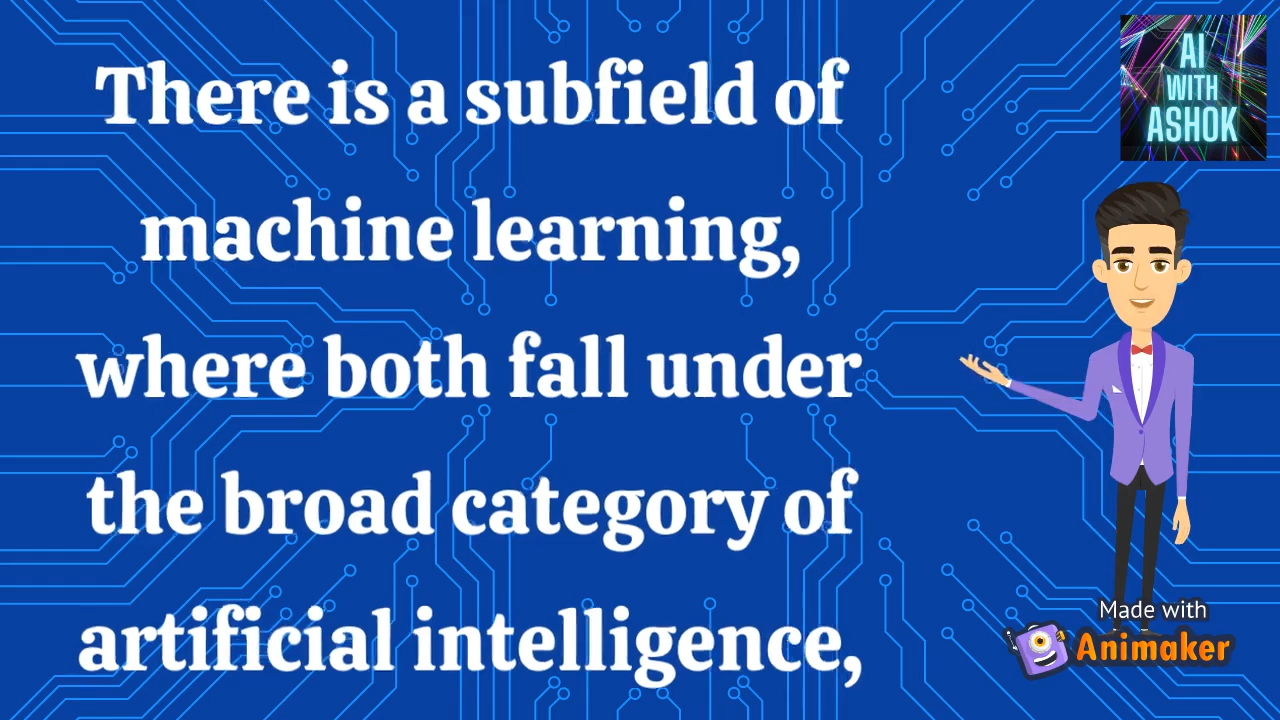 There is a subfield of
machine learning,
where both fall under
the broad category of
artificial intelligence,
AI
WITH
ASHOK
Made with
Animaker